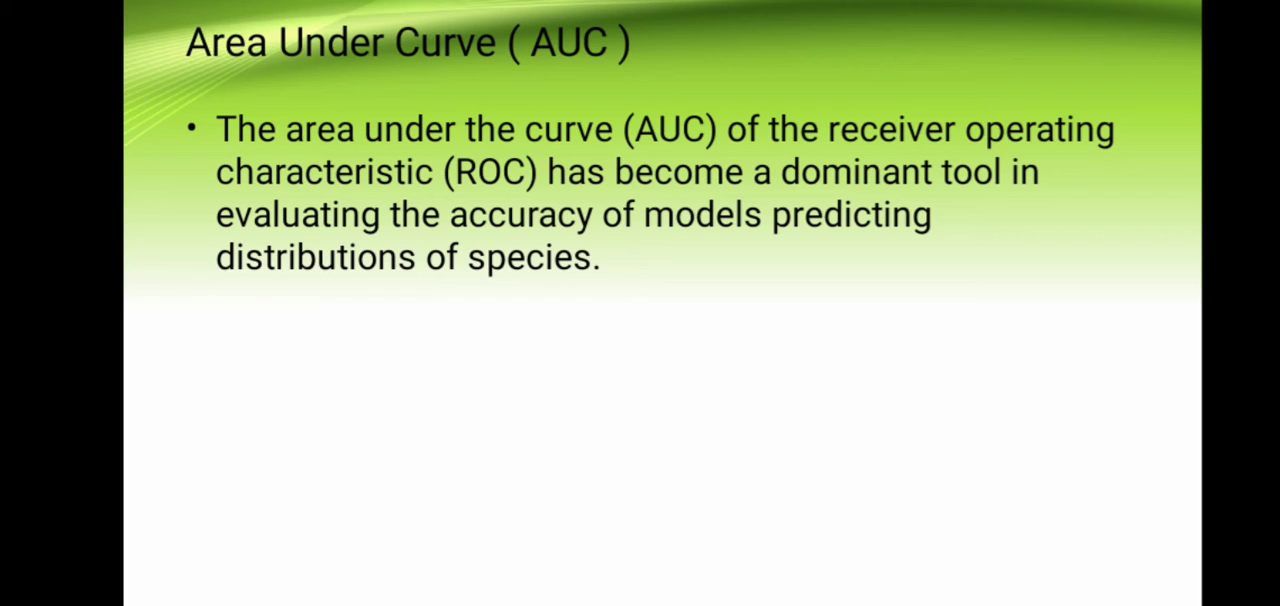 Area Under Curve ( AUC )
• The area under the curve (AUC) of the receiver operating
characteristic (ROC) has become a dominant tool in
evaluating the accuracy of models predicting
distributions of species.